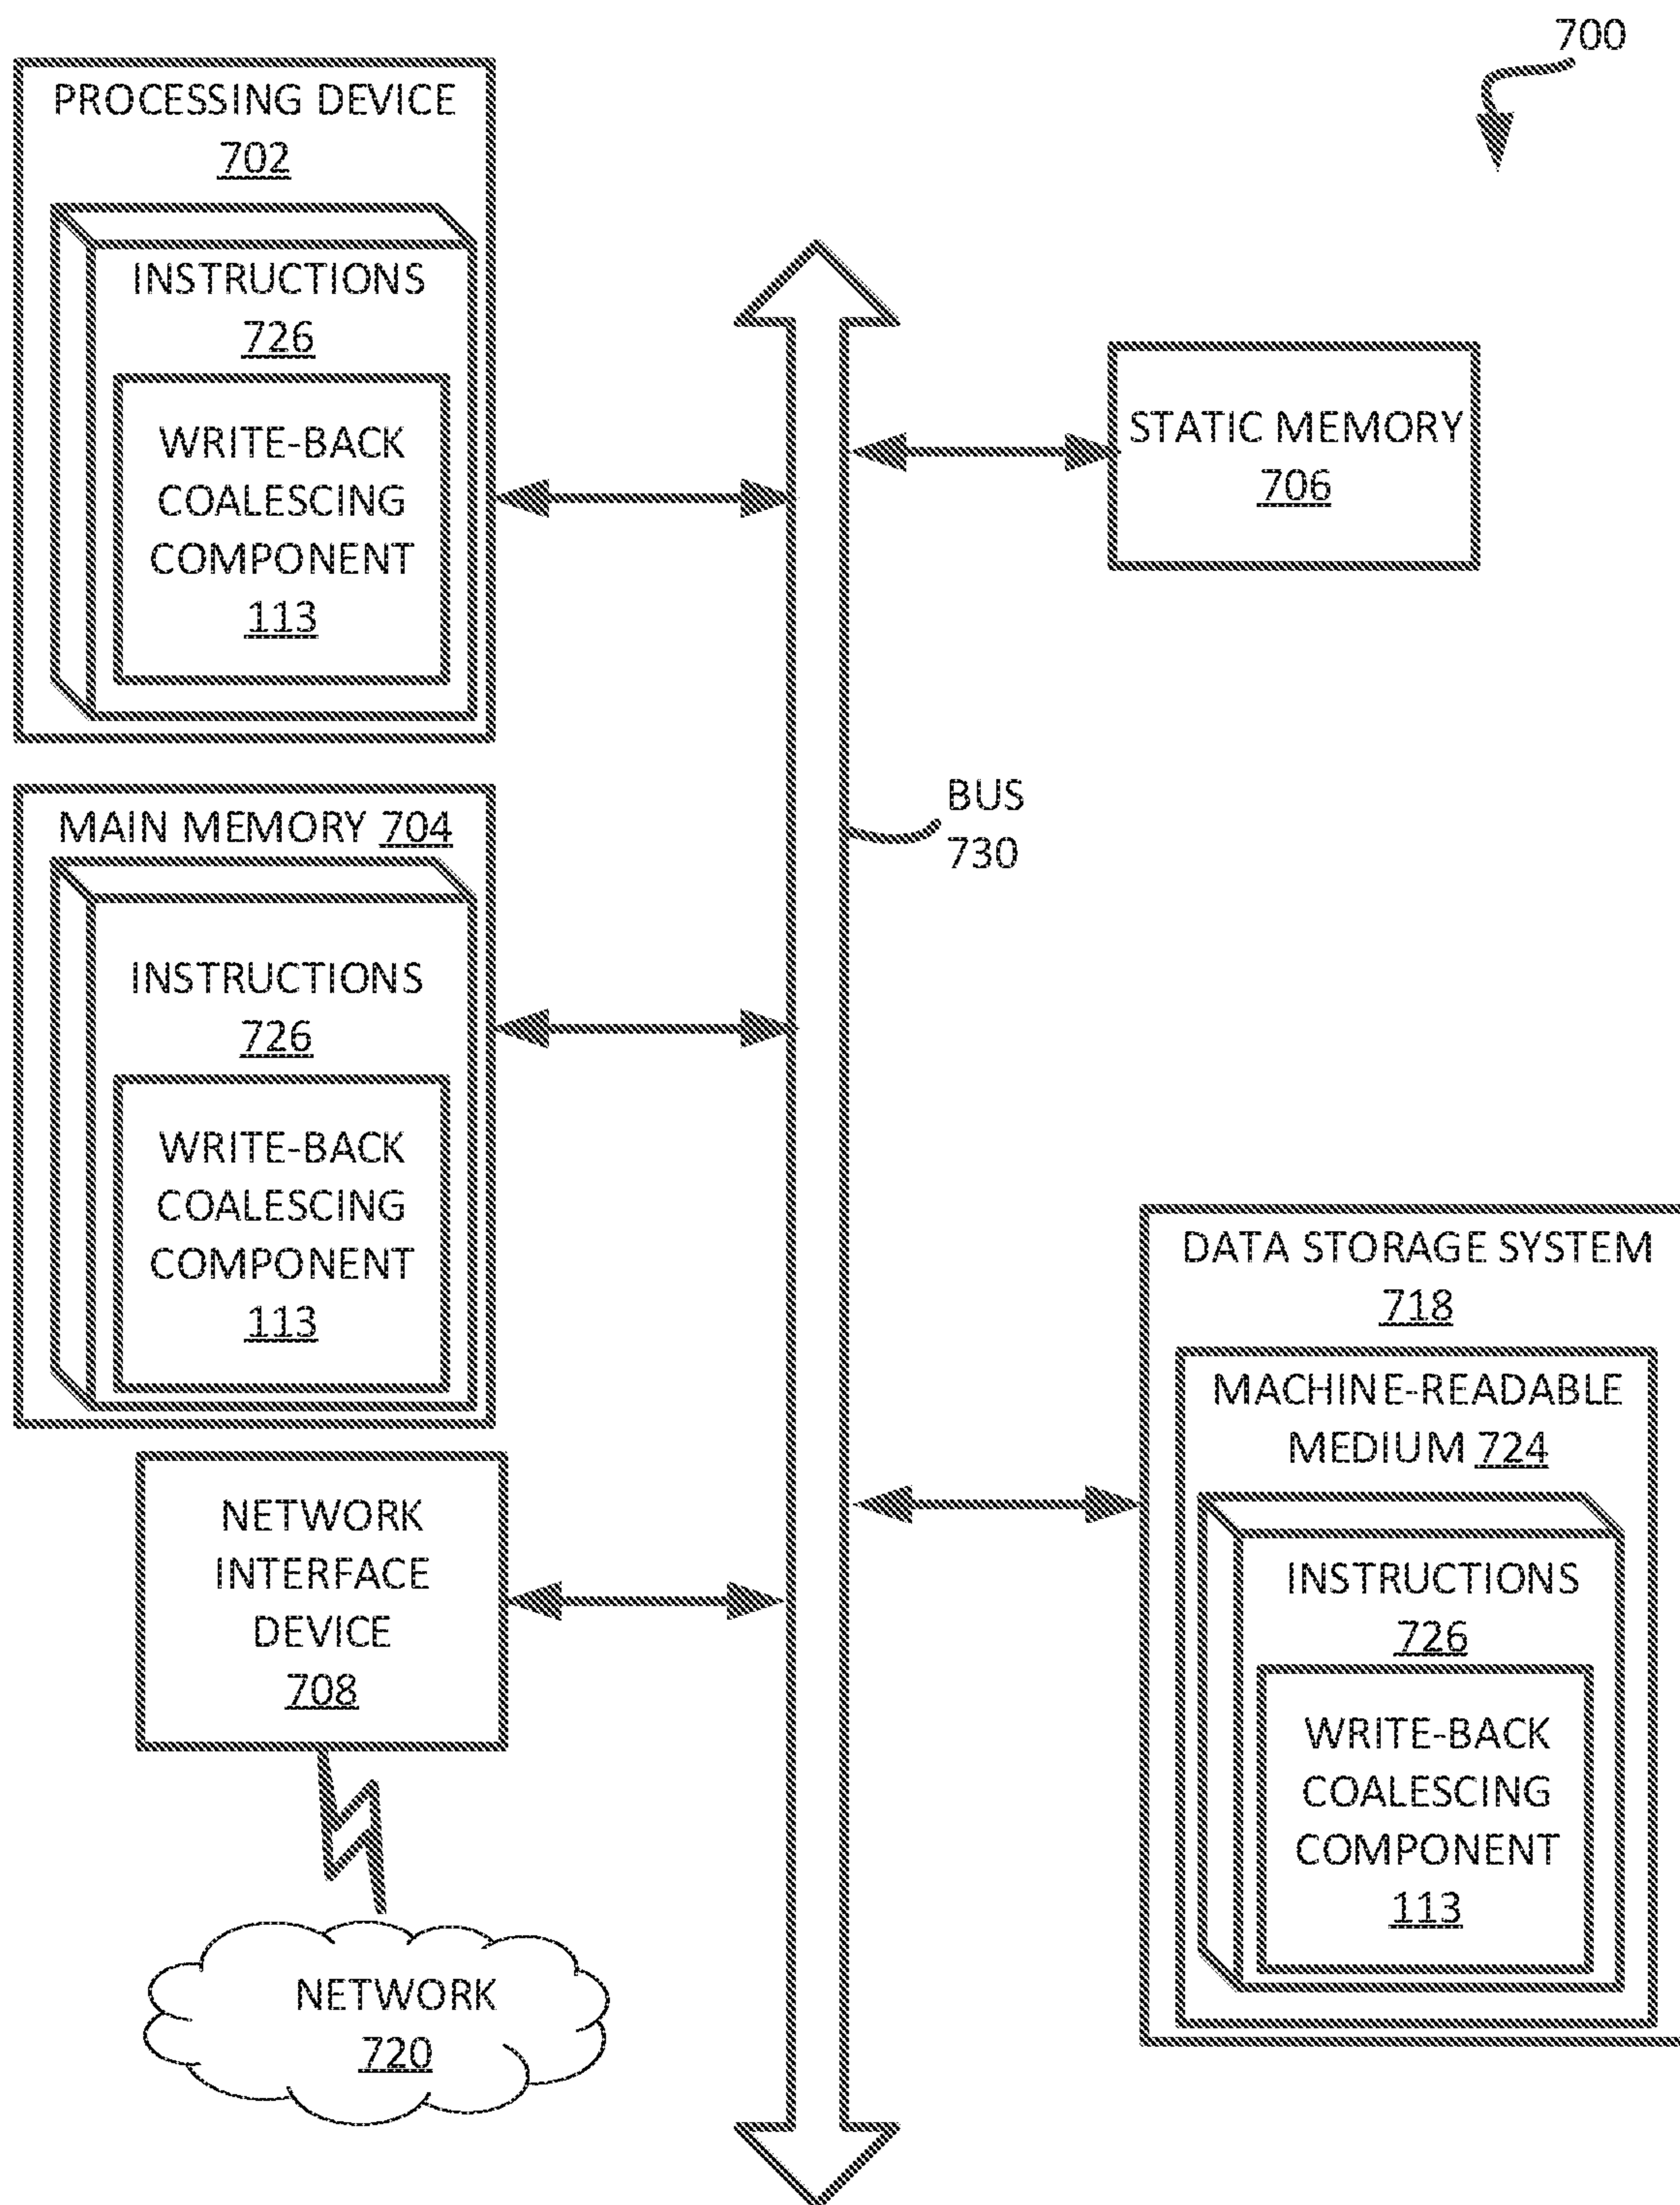 700
PROCESSING DEVICE
702
INSTRUCTIONS
726
WRITE-BACK
COALESCING
COMPONENT
113
STATIC MEMORY
706
BUS
730
MAIN MEMORY 704
INSTRUCTIONS
726
WRITE-BACK
COALESCING
COMPONENT
113
DATA STORAGE SYSTEM
718
MACHINE-READABLE
MEDIUM 724
INSTRUCTIONS
726
WRITE-BACK
COALESCING
COMPONENT
113
NETWORK
INTERFACE
DEVICE
708
NETWORK
720